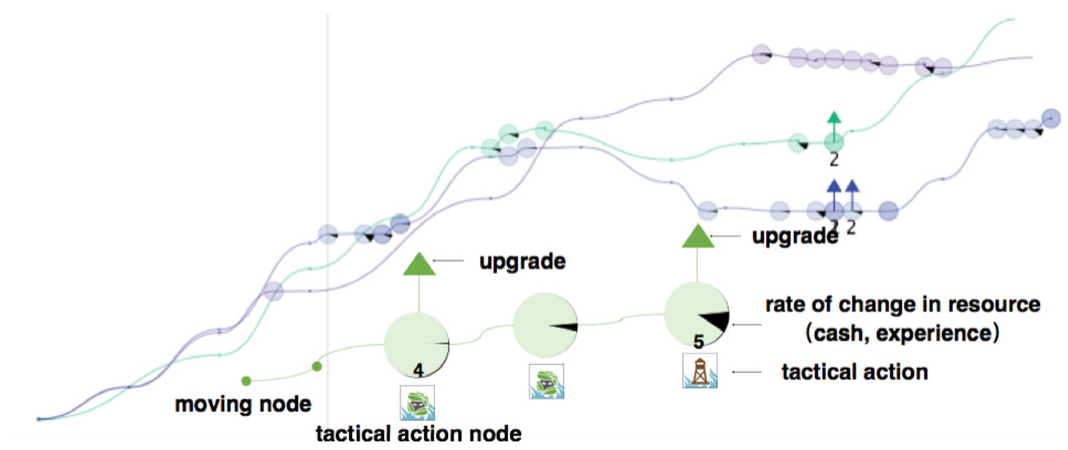 2
2 2
upgrade
upgrade
rate of change in resource
(cash, experience)
5
4
tactical action
moving node
tactical action node